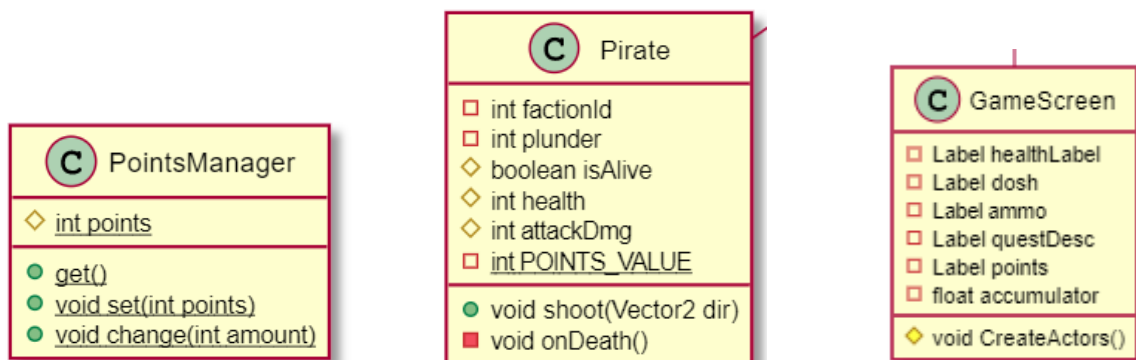 C PointsManager
int points
get()
void set(int points)
void change(int amount)
C Pirate
int factionId
int plunder
boolean isAlive
int health
int attackDmg
int POINTS_VALUE
void shoot(Vector2 dir)
void onDeath()
C GameScreen
Label healthLabel
Label dosh
Label ammo
Label questDesc
Label points
float accumulator
void CreateActors()